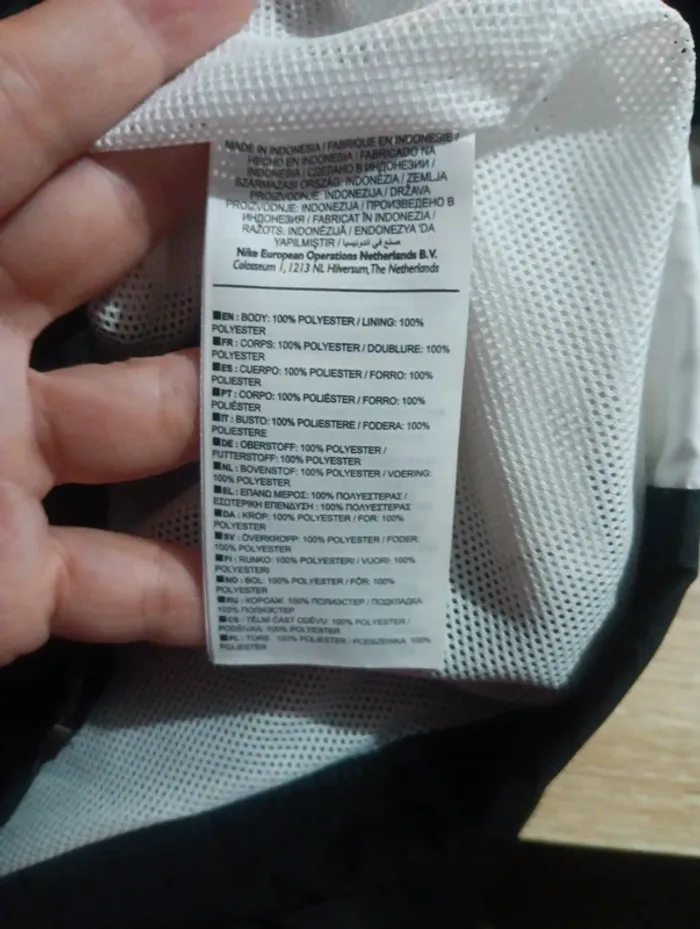 MADE IN INDONESIA / FABRIQUE EN INDONESIE /
HECHO EN INDONESIA / FABRICADO NA
INDONESIA / СДЕЛАНО В ИНДОНЕЗИИ /
SZÁRMAZÁSI ORSZÁG: INDONÉZIA / ZEMLJA
PROIZVODNJE: INDONEZIJA / DRŽAVA
PROIZVODNJE: INDONEZIJA / ПРОИЗВЕДЕНО В
ИНДОНЕЗИЯ / FABRICAT ÎN INDONEZIA /
RAŽOTS: INDONĒZIJĀ / ENDONEZYA 'DA
YAPILMIŞTIR / صنع في اندونيسيا
Nike European Operations Netherlands B.V.
Colosseum 1, 1213 NL Hilversum, The Netherlands
EN : BODY: 100% POLYESTER / LINING: 100%
POLYESTER
FR : CORPS: 100% POLYESTER / DOUBLURE: 100%
POLYESTER
ES : CUERPO: 100% POLIESTER / FORRO: 100%
POLIESTER
PT : CORPO: 100% POLIÉSTER / FORRO: 100%
POLIÉSTER
IT : BUSTO: 100% POLIESTERE / FODERA: 100%
POLIESTERE
DE : OBERSTOFF: 100% POLYESTER /
FUTTERSTOFF: 100% POLYESTER
NL : BOVENSTOF: 100% POLYESTER / VOERING:
100% POLYESTER
EL : ΕΠΑΝΩ ΜΕΡΟΣ: 100% ΠΟΛΥΕΣΤΕΡΑΣ /
ΕΣΩΤΕΡΙΚΗ ΕΠΕΝΔΥΣΗ : 100% ΠΟΛΥΕΣΤΕΡΑΣ
DA : KROP: 100% POLYESTER / FOR: 100%
POLYESTER
SV : ÖVERKROPP: 100% POLYESTER / FODER:
100% POLYESTER
FI : RUNKO: 100% POLYESTERI / VUORI: 100%
POLYESTERI
NO : BOL: 100% POLYESTER / FÔR: 100%
POLYESTER
RU : КОРСАЖ: 100% ПОЛИЭСТЕР / ПОДКЛАДКА:
100% ПОЛИЭСТЕР
CS : TĚLNÍ ČÁST ODĚVU: 100% POLYESTER /
PODŠÍVKA: 100% POLYESTER
PL : TORS: 100% POLIESTER / PODSZEWKA: 100%
POLIESTER